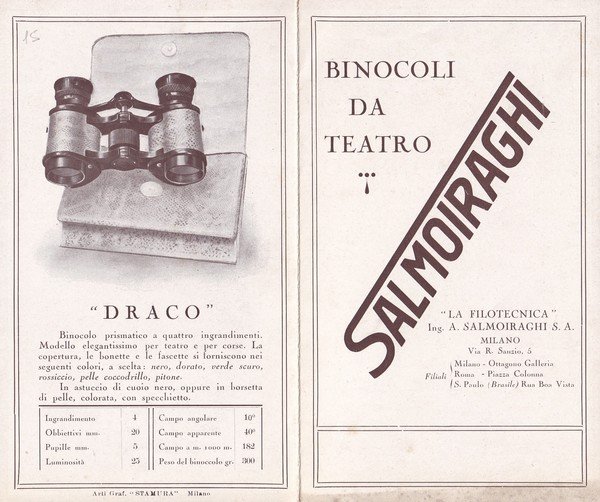 15
"DRACO"
Binocolo prismatico a quattro ingrandimenti.
Modello elegantissimo per teatro e per corse. La
copertura, le bonette e le fascette si forniscono nei
seguenti colori, a scelta: nero, dorato, verde scuro,
rossiccio, pelle coccodrillo, pitone.
In astuccio di cuoio nero, oppure in borsetta
di pelle, colorata, con specchietto.
Ingrandimento 4
Obbiettivi mm. 20
Pupille mm. 5
Luminosità 25
Campo angolare 10°
Campo apparente 40°
Campo a m. 1000 m. 182
Peso del binoccolo gr. 300
Arti Graf. "STAMURA" Milano
BINOCOLI
DA
TEATRO
SALMOIRAGHI
"LA FILOTECNICA"
Ing. A. SALMOIRAGHI S. A.
MILANO
Via R. Sanzio, 5
Filiali
Milano - Ottagono Galleria
Roma - Piazza Colonna
S. Paulo (Brasile) Rua Boa Vista